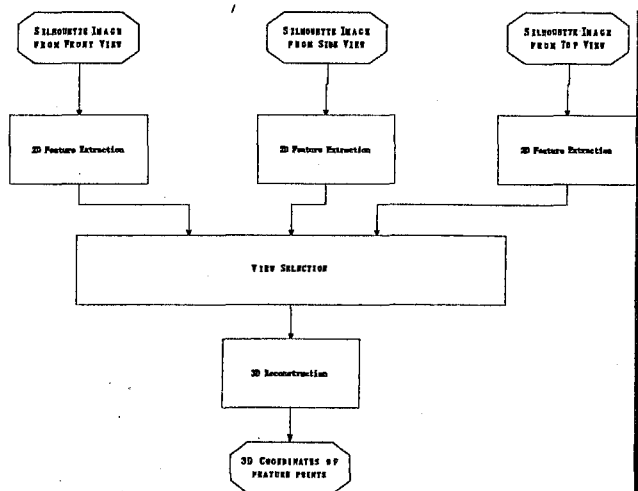 SILHOUETTE IMAGE
FROM FRONT VIEW
SILHOUETTE IMAGE
FROM SIDE VIEW
SILHOUETTE IMAGE
FROM TOP VIEW
2D Feature Extraction
2D Feature Extraction
2D Feature Extraction
VIEW SELECTION
3D Reconstruction
3D COORDINATES OF
FEATURE POINTS